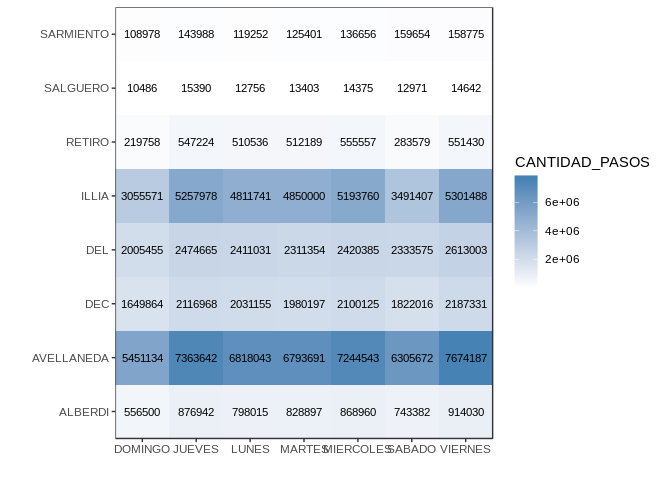 SARMIENTO 108978 143988 119252 125401 136656 159654 158775
SALGUERO 10486 15390 12756 13403 14375 12971 14642
RETIRO 219758 547224 510536 512189 555557 283579 551430
ILLIA 3055571 5257978 4811741 4850000 5193760 3491407 5301488
DEL 2005455 2474665 2411031 2311354 2420385 2333575 2613003
DEC 1649864 2116968 2031155 1980197 2100125 1822016 2187331
AVELLANEDA 5451134 7363642 6818043 6793691 7244543 6305672 7674187
ALBERDI 556500 876942 798015 828897 868960 743382 914030
DOMINGO JUEVES LUNES MARTES MIERCOLES SABADO VIERNES
CANTIDAD_PASOS
6e+06
4e+06
2e+06